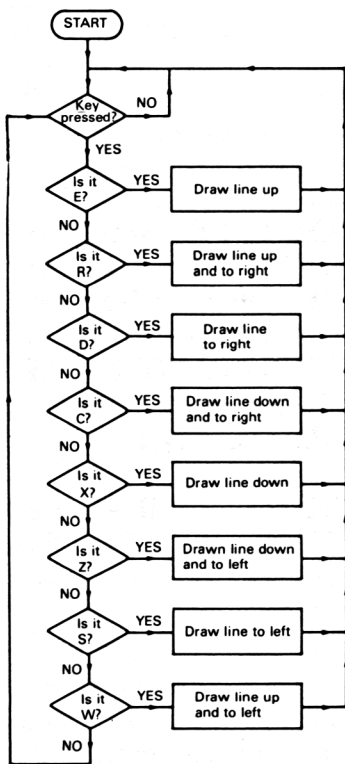 START
Key
pressed?
NO
YES
Is it
E?
YES
Draw line up
NO
Is it
R?
YES
Draw line up
and to right
NO
Is it
D?
YES
Draw line
to right
NO
Is it
C?
YES
Draw line down
and to right
NO
Is it
X?
YES
Draw line down
NO
Is it
Z?
YES
Drawn line down
and to left
NO
Is it
S?
YES
Draw line to left
NO
Is it
W?
YES
Draw line up
and to left
NO